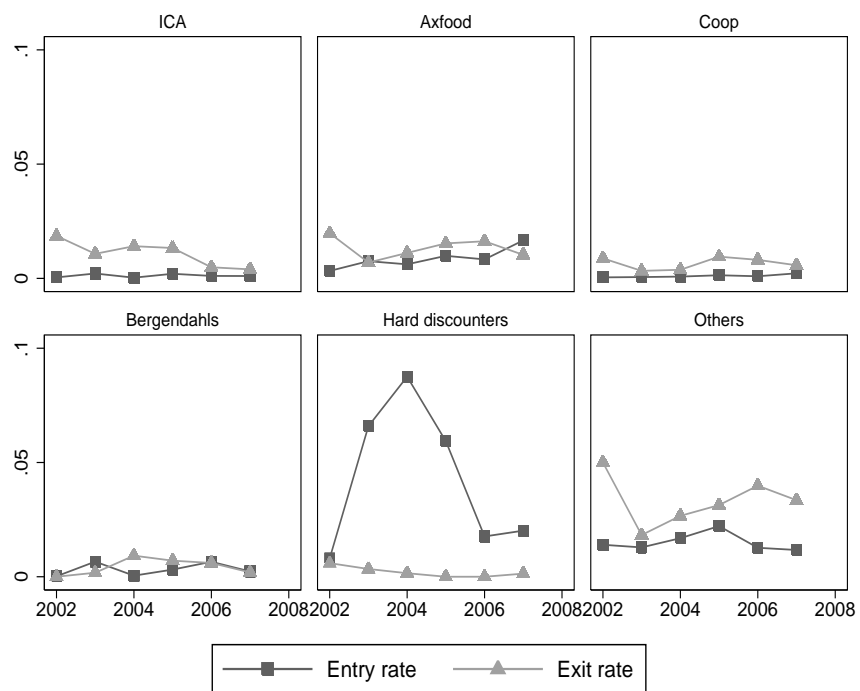 ICA Axfood Coop
.1
.05
0
Bergendahls Hard discounters Others
.1
.05
0
2002 2004 2006 2008 2002 2004 2006 2008 2002 2004 2006 2008
Entry rate Exit rate